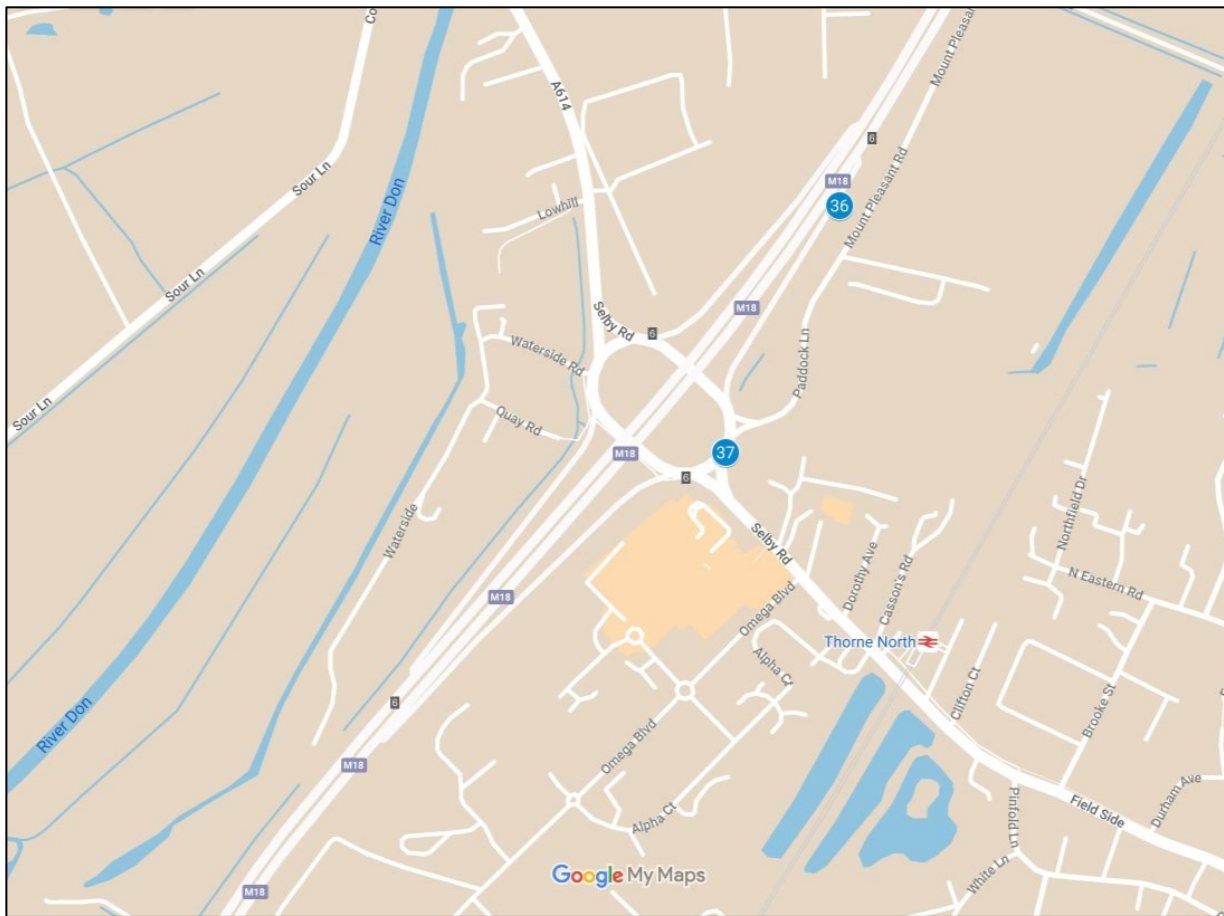 Co
A614
Mount Pleasant
6
M18
36
Mount Pleasant Rd
Sour Ln
River Don
Lowhill
Sour Ln
M18
Selby Rd
6
Waterside Rd
Paddock Ln
Sour Ln
Quay Rd
M18
37
6
Northfield Dr
Waterside
Selby Rd
Dorothy Ave
Casson's Rd
N Eastern Rd
M18
Omega Blvd
Thorne North
Alpha Ct
Clifton Ct
Brooke St
6
River Don
Omega Blvd
M18
Alpha Ct
Pinfold Ln
Field Side
Durham Ave
White Ln
Google My Maps
M18